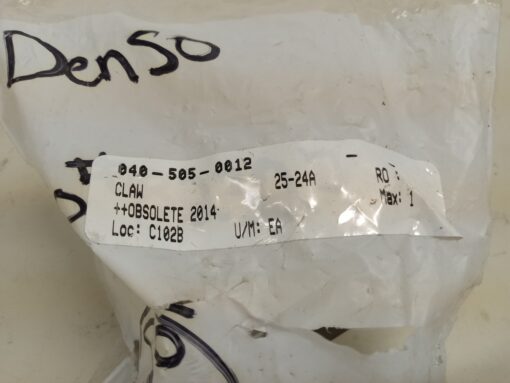 Denso
040-505-0012
25-24A
RO :
CLAW
Max: 1
++OBSOLETE 2014
Loc: C102B
U/M: EA